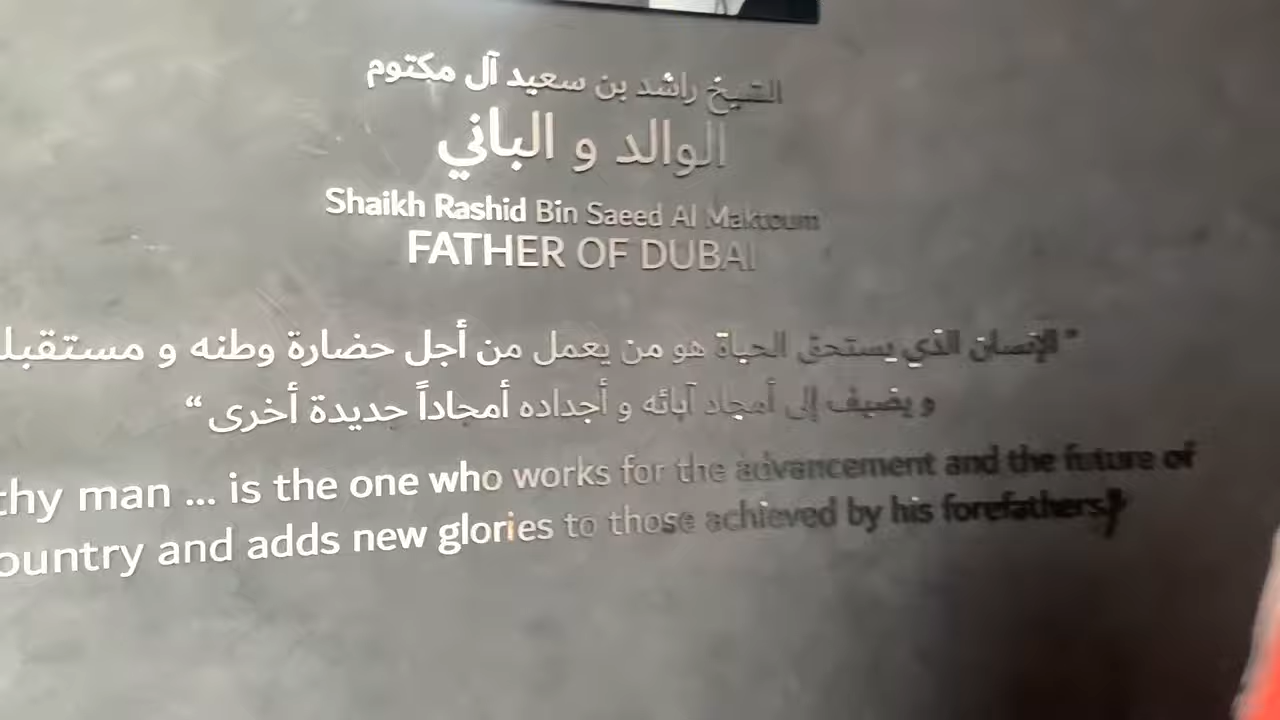 الشيخ راشد بن سعيد آل مكتوم
الوالد و الباني
Shaikh Rashid Bin Saeed Al Maktoum
FATHER OF DUBAI
" الإنسان الذي يستحق الحياة هو من يعمل من أجل حضارة وطنه و
و يضيف إلى أمجاد آبائه و أجداده أمجاداً جديدة أخرى "
man ... is the one who works for the advancement and the future of
and adds new glories to those achieved by his forefathers"